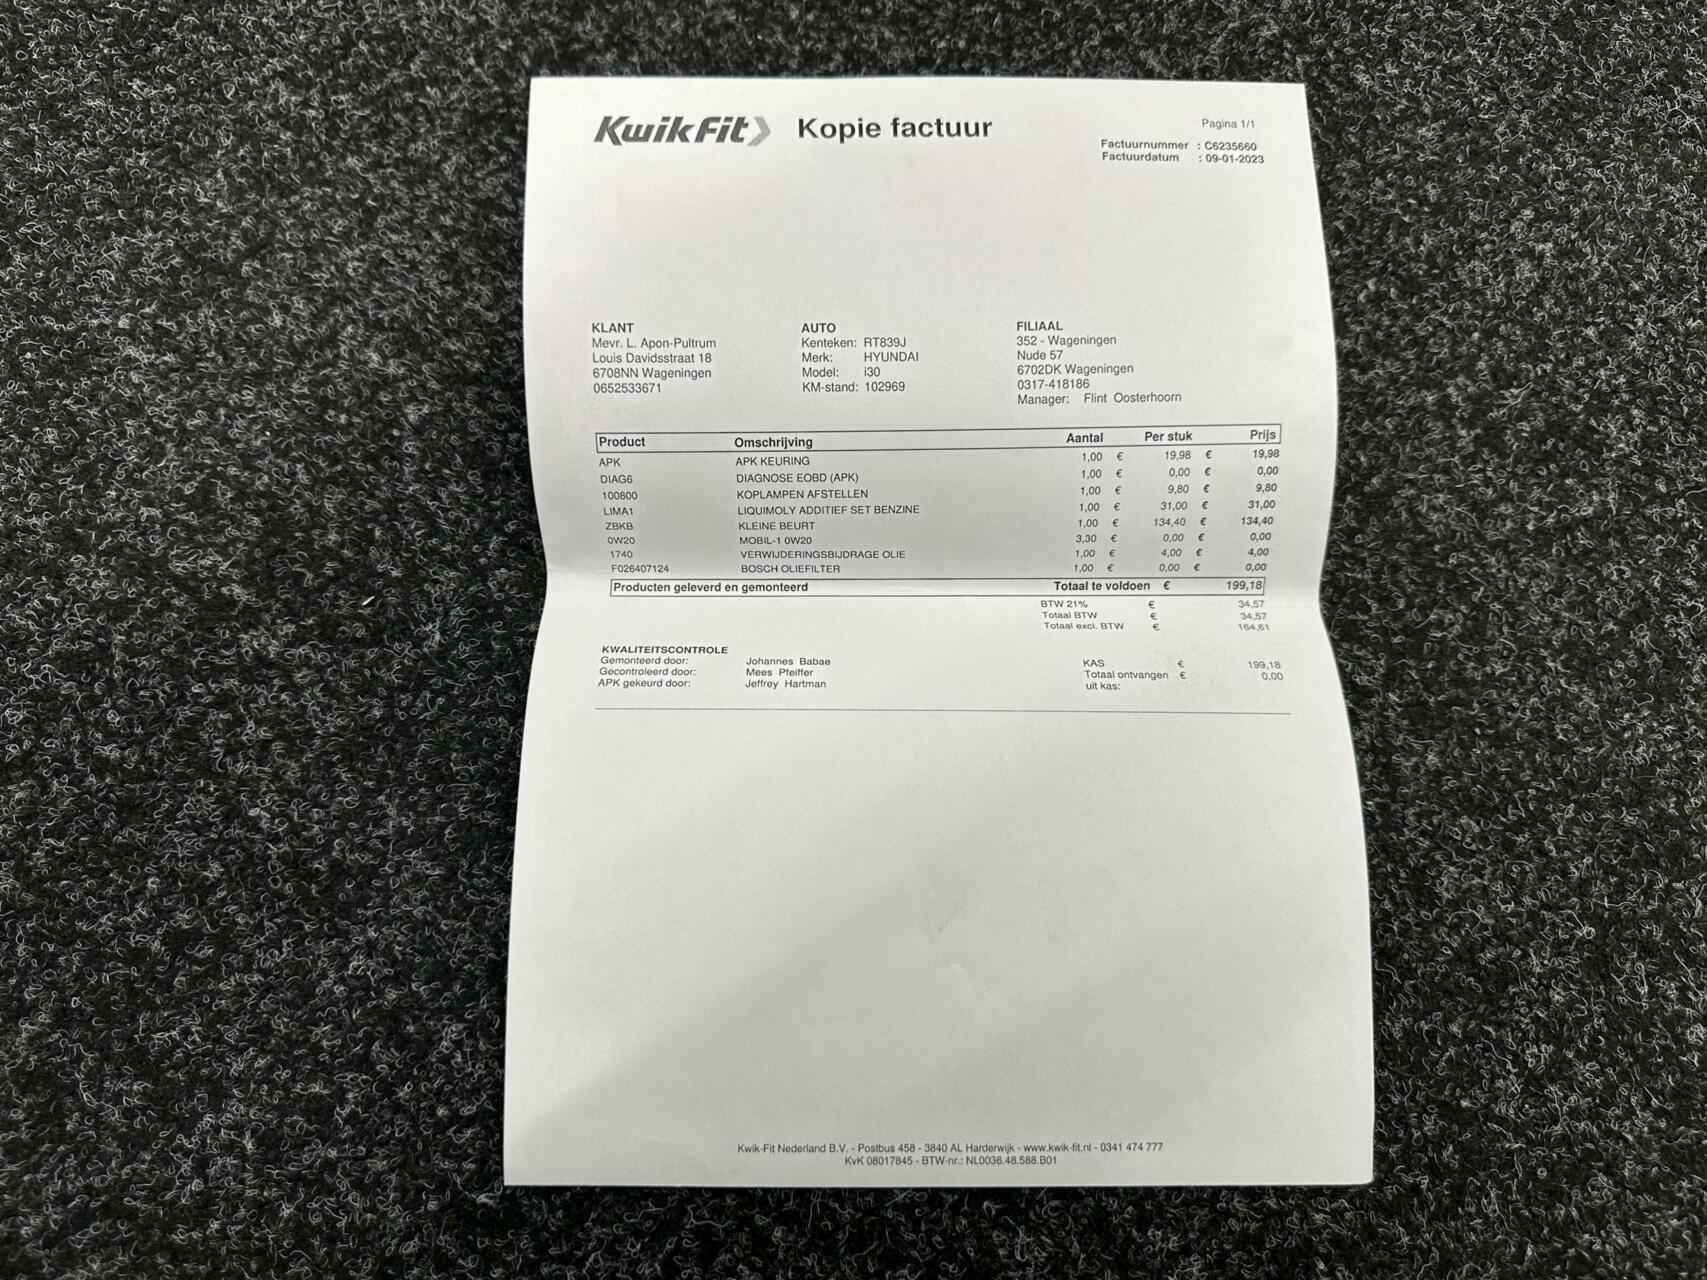 KwikFit Kopie factuur
Pagina 1/1
Factuurnummer : C6235660
Factuurdatum : 09-01-2023
KLANT
Mevr. L. Apon-Pultrum
Louis Davidsstraat 18
6708NN Wageningen
0652533671
AUTO
Kenteken: RT839J
Merk: HYUNDAI
Model: i30
KM-stand: 102969
FILIAAL
352 - Wageningen
Nude 57
6702DK Wageningen
0317-418186
Manager: Flint Oosterhoorn
Product Omschrijving Aantal Per stuk Prijs
APK APK KEURING 1,00 € 19,98 € 19,98
DIAG6 DIAGNOSE EOBD (APK) 1,00 € 0,00 € 0,00
100800 KOPLAMPEN AFSTELLEN 1,00 € 9,80 € 9,80
LIMA1 LIQUIMOLY ADDITIEF SET BENZINE 1,00 € 31,00 € 31,00
ZBKB KLEINE BEURT 1,00 € 134,40 € 134,40
0W20 MOBIL-1 0W20 3,30 € 0,00 € 0,00
1740 VERWIJDERINGSBIJDRAGE OLIE 1,00 € 4,00 € 4,00
F026407124 BOSCH OLIEFILTER 1,00 € 0,00 € 0,00
Producten geleverd en gemonteerd Totaal te voldoen € 199,18
BTW 21% € 34,57
Totaal BTW € 34,57
Totaal excl. BTW € 164,61
KWALITEITSCONTROLE
Gemonteerd door: Johannes Babae
Gecontroleerd door: Mees Pfeiffer
APK gekeurd door: Jeffrey Hartman
KAS € 199,18
Totaal ontvangen € 0,00
uit kas:
Kwik-Fit Nederland B.V. - Postbus 458 - 3840 AL Harderwijk - www.kwik-fit.nl - 0341 474 777
KvK 08017845 - BTW-nr.: NL0036.48.588.B01